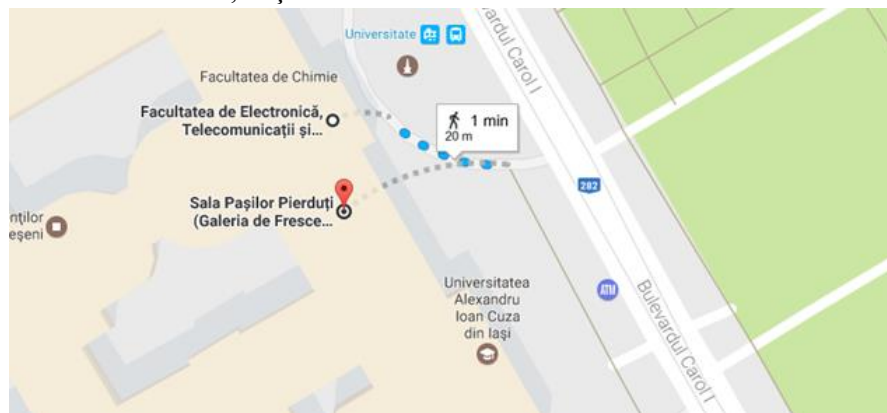 Universitate
Bulevardul Carol I
Facultatea de Chimie
Facultatea de Electronică,
Telecomunicații și...
1 min
20 m
282
Sala Pașilor Pierduți
(Galeria de Fresce...
Universitatea
Alexandru
Ioan Cuza
din Iași
ATM
Bulevardul Carol I